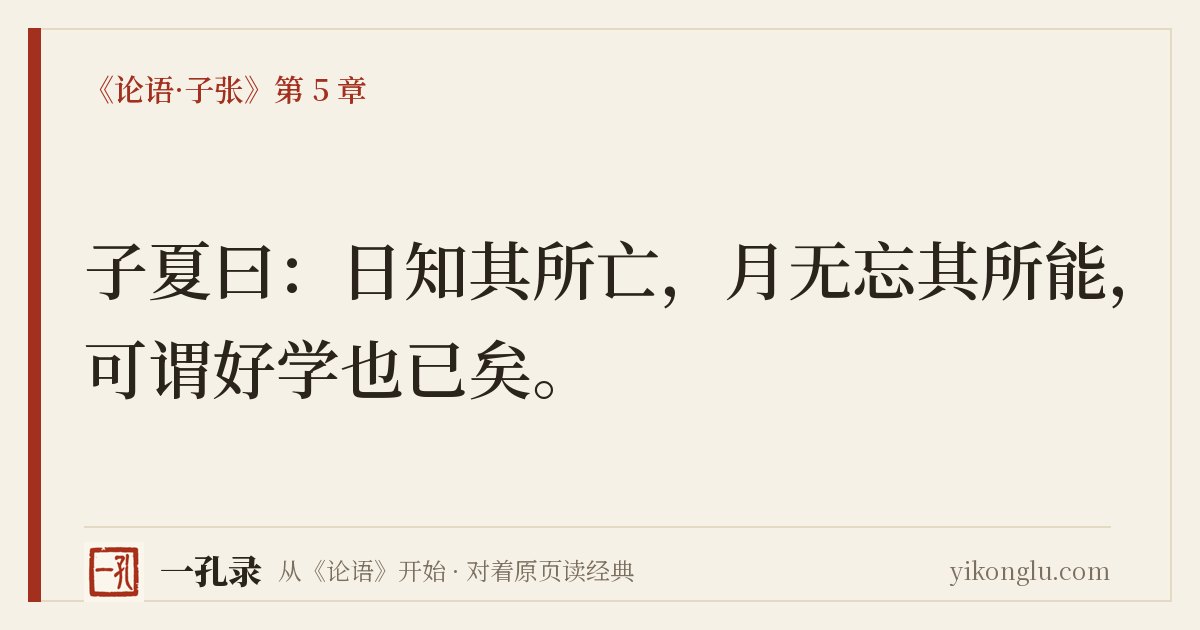 《论语·子张》第 5 章
子夏曰：日知其所亡，月无忘其所能，
可谓好学也已矣。
一孔
一孔录 从《论语》开始 · 对着原页读经典 yikonglu.com